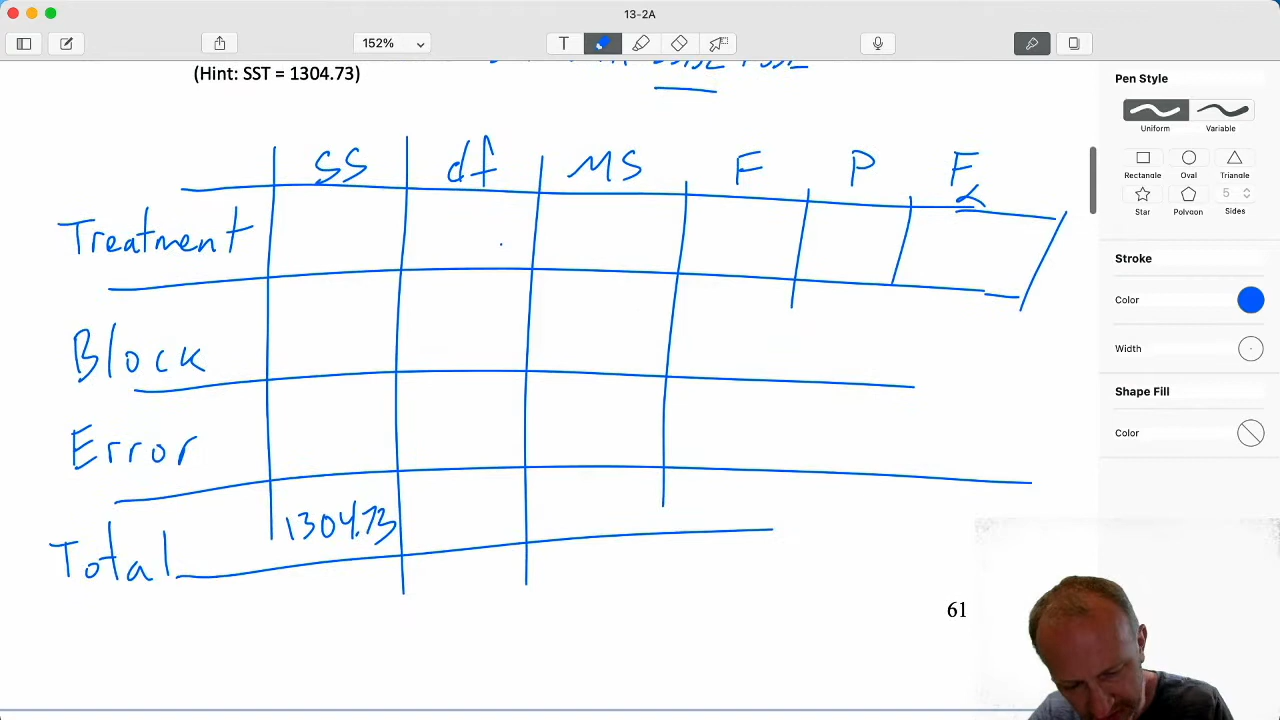 13-2A
152%
T
(Hint: SST = 1304.73)
SS df MS F P Fα
Treatment
Block
Error
Total 1304.73
61
Pen Style
Uniform Variable
Rectangle Oval Triangle
5
Star Polygon Sides
Stroke
Color
Width
Shape Fill
Color